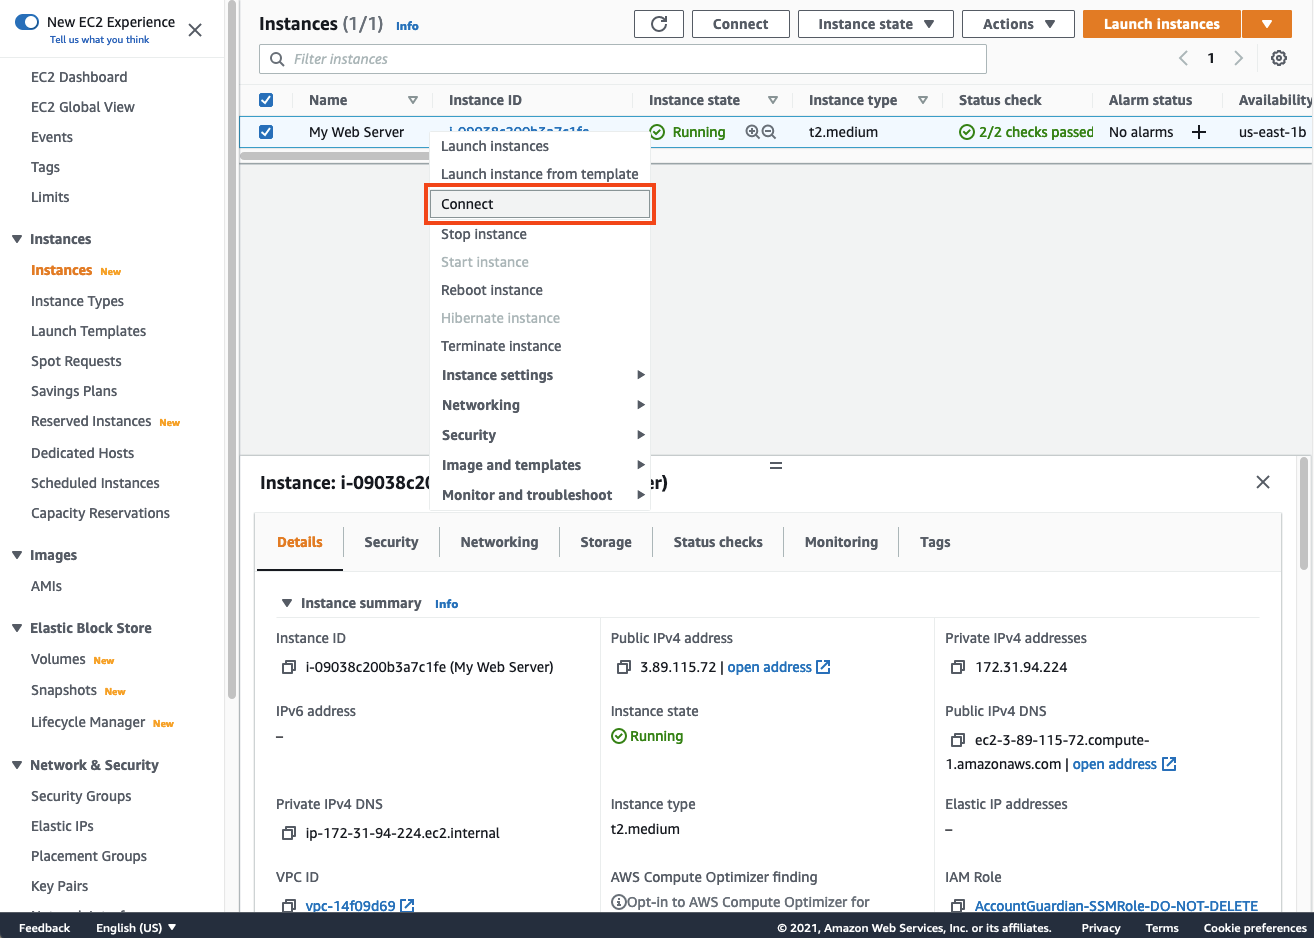 New EC2 Experience
Tell us what you think
EC2 Dashboard
EC2 Global View
Events
Tags
Limits
Instances
Instances New
Instance Types
Launch Templates
Spot Requests
Savings Plans
Reserved Instances New
Dedicated Hosts
Scheduled Instances
Capacity Reservations
Images
AMIs
Elastic Block Store
Volumes New
Snapshots New
Lifecycle Manager New
Network & Security
Security Groups
Elastic IPs
Placement Groups
Key Pairs
Instances (1/1) Info
Connect
Instance state
Actions
Launch instances
Filter instances
1
Name Instance ID Instance state Instance type Status check Alarm status Availability
My Web Server i-09038c200b3a7c1fe Running t2.medium 2/2 checks passed No alarms + us-east-1b
Launch instances
Launch instance from template
Connect
Stop instance
Start instance
Reboot instance
Hibernate instance
Terminate instance
Instance settings
Networking
Security
Image and templates
Monitor and troubleshoot
Instance: i-09038c20 er)
Details Security Networking Storage Status checks Monitoring Tags
Instance summary Info
Instance ID
i-09038c200b3a7c1fe (My Web Server)
Public IPv4 address
3.89.115.72 | open address
Private IPv4 addresses
172.31.94.224
IPv6 address
–
Instance state
Running
Public IPv4 DNS
ec2-3-89-115-72.compute-
1.amazonaws.com | open address
Private IPv4 DNS
ip-172-31-94-224.ec2.internal
Instance type
t2.medium
Elastic IP addresses
–
VPC ID
vpc-14f09d69
AWS Compute Optimizer finding
Opt-in to AWS Compute Optimizer for
IAM Role
AccountGuardian-SSMRole-DO-NOT-DELETE
Feedback English (US) © 2021, Amazon Web Services, Inc. or its affiliates. Privacy Terms Cookie preferences